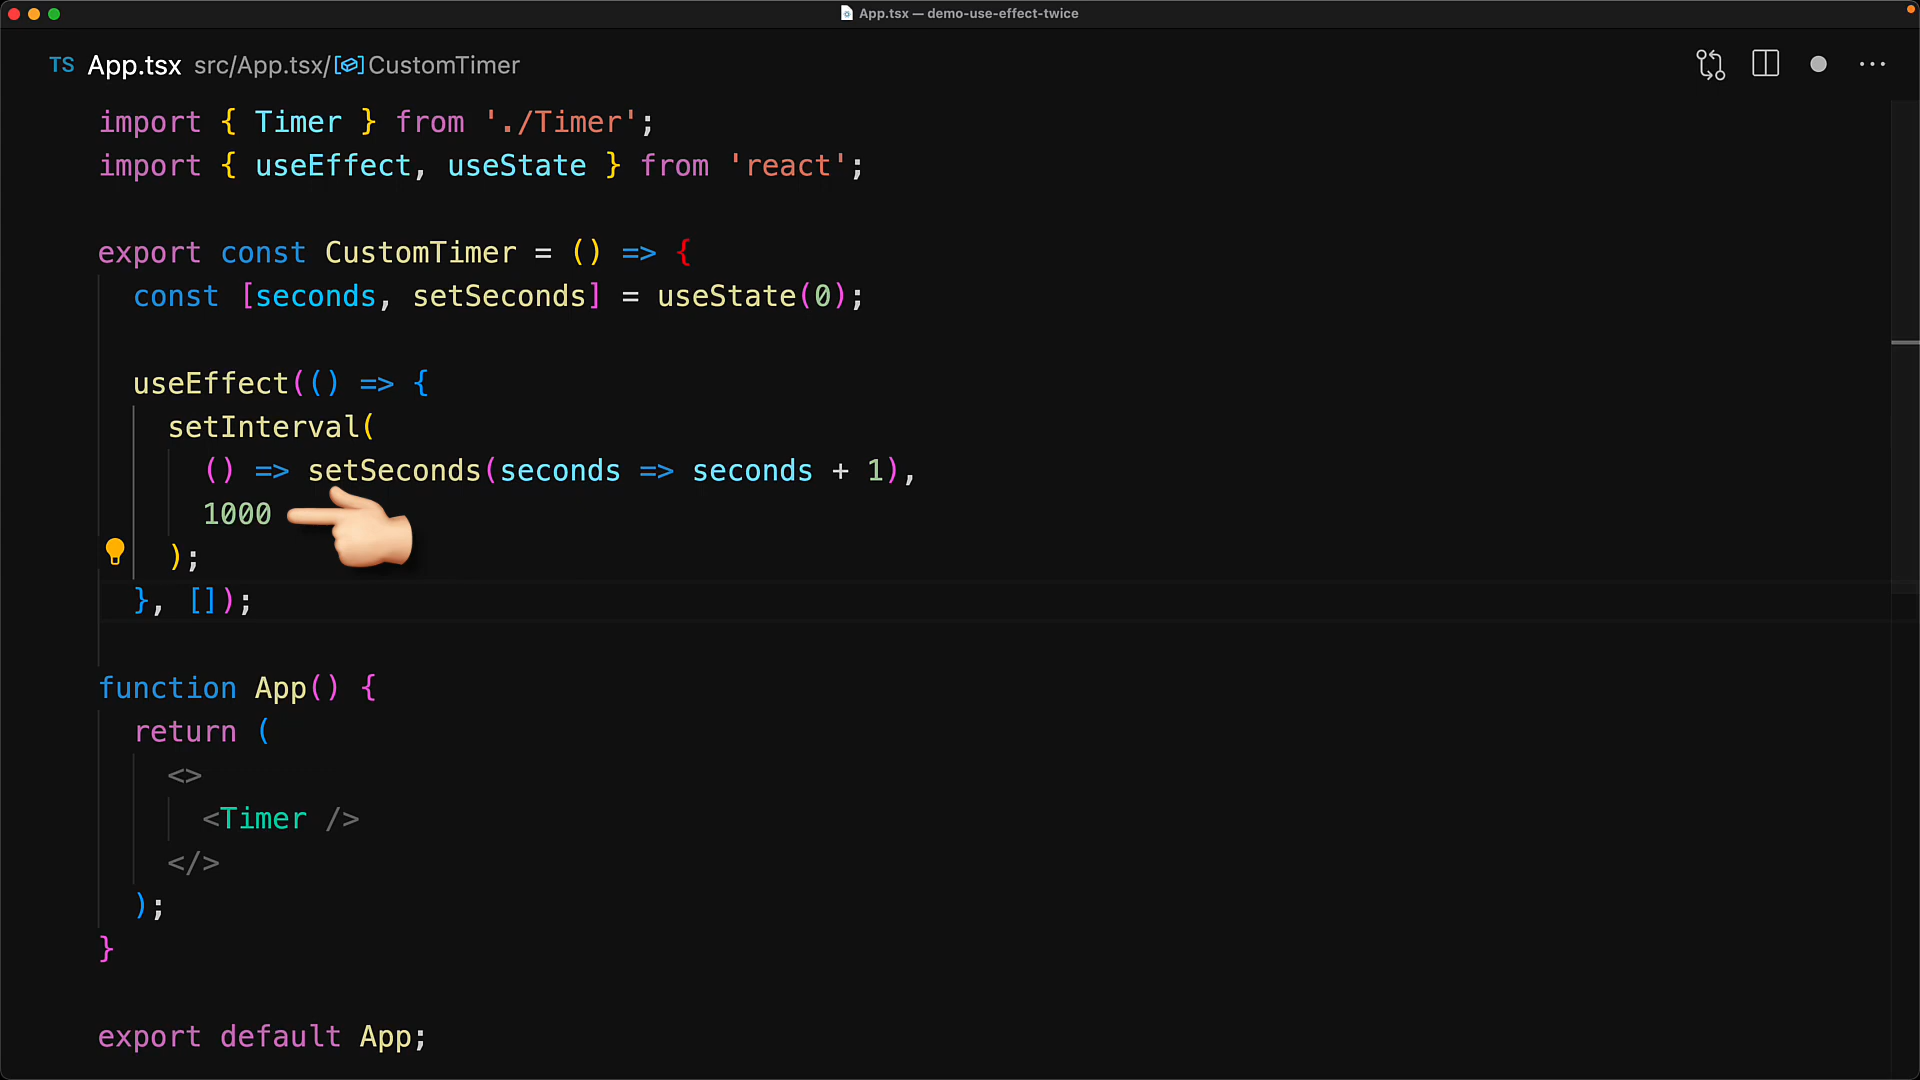 App.tsx — demo-use-effect-twice
TS App.tsx src/App.tsx/CustomTimer
import { Timer } from './Timer';
import { useEffect, useState } from 'react';
export const CustomTimer = () => {
const [seconds, setSeconds] = useState(0);
useEffect(() => {
setInterval(
() => setSeconds(seconds => seconds + 1),
1000
);
}, []);
function App() {
return (
<>
<Timer />
</>
);
}
export default App;